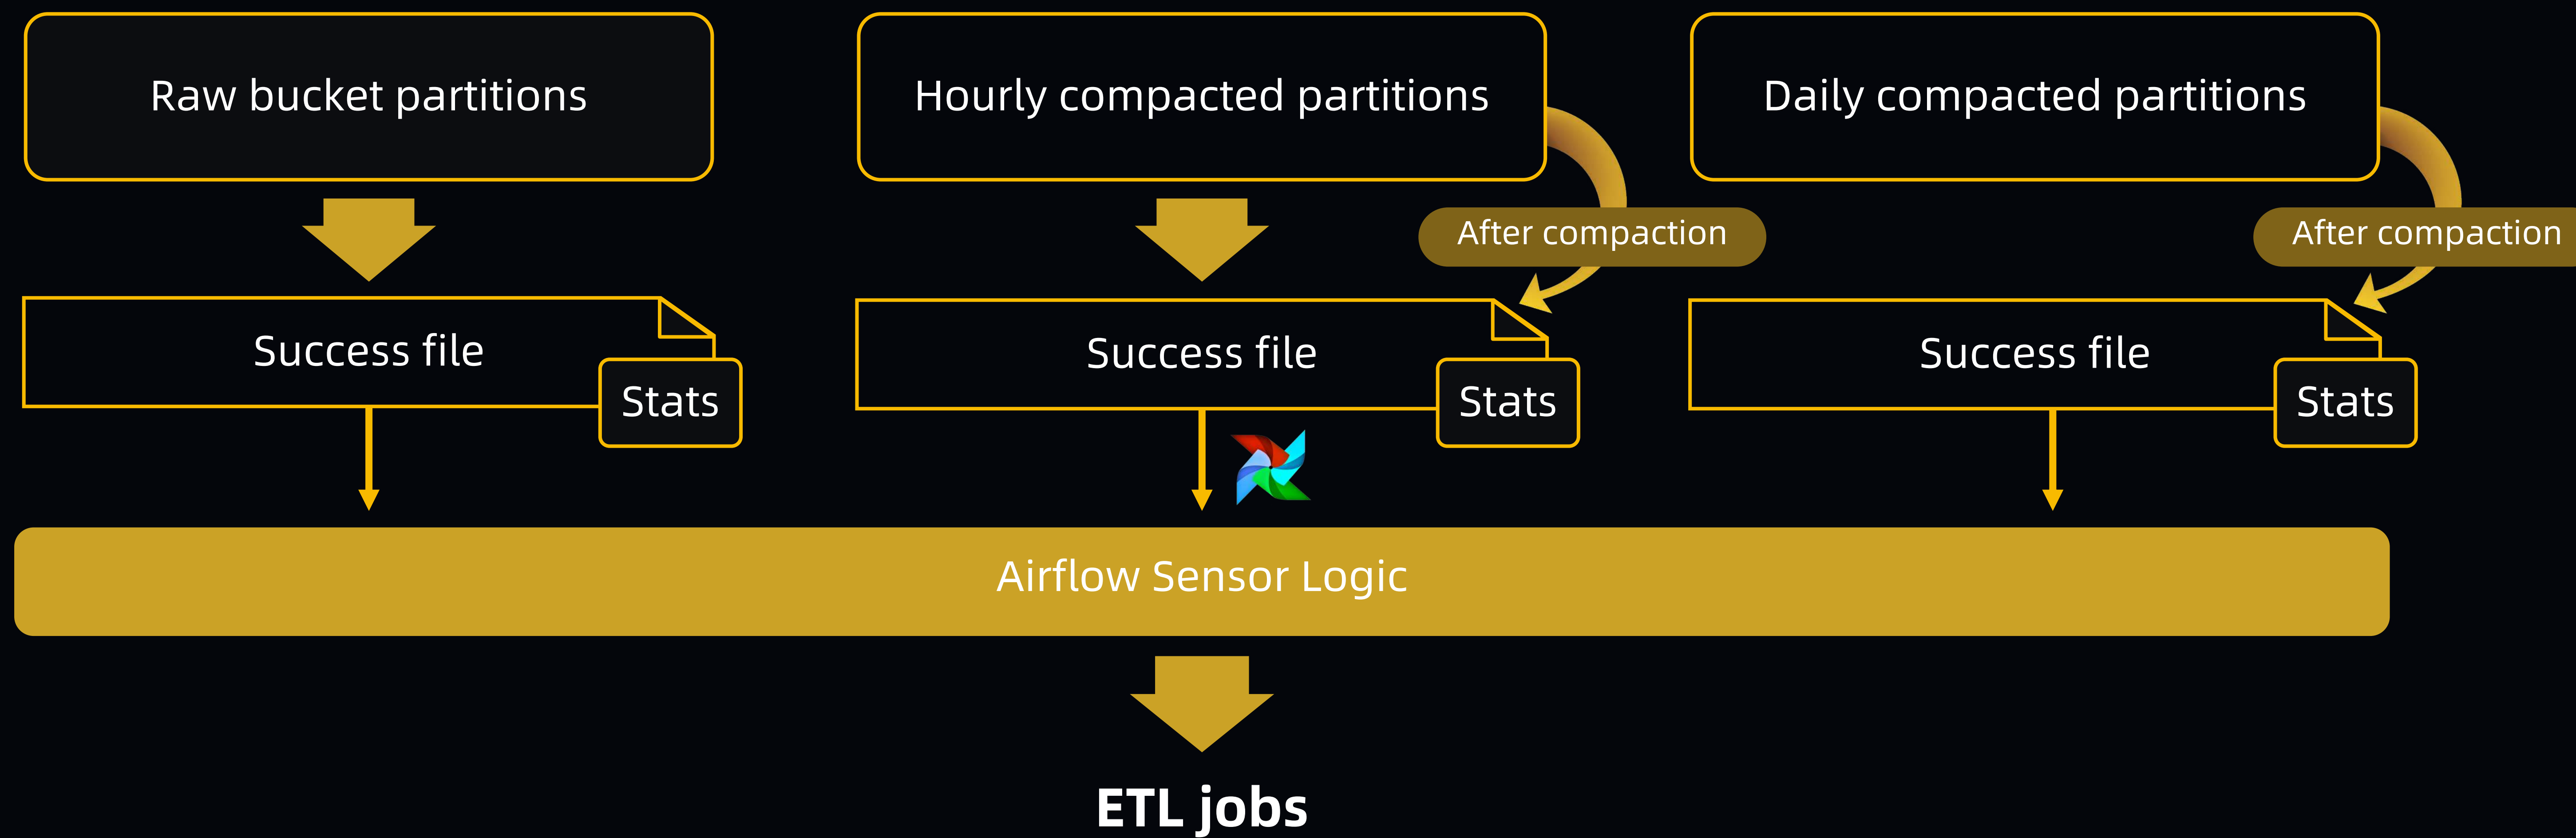 Raw bucket partitions
Hourly compacted partitions
Daily compacted partitions
After compaction
After compaction
Success file
Stats
Success file
Stats
Success file
Stats
Airflow Sensor Logic
ETL jobs